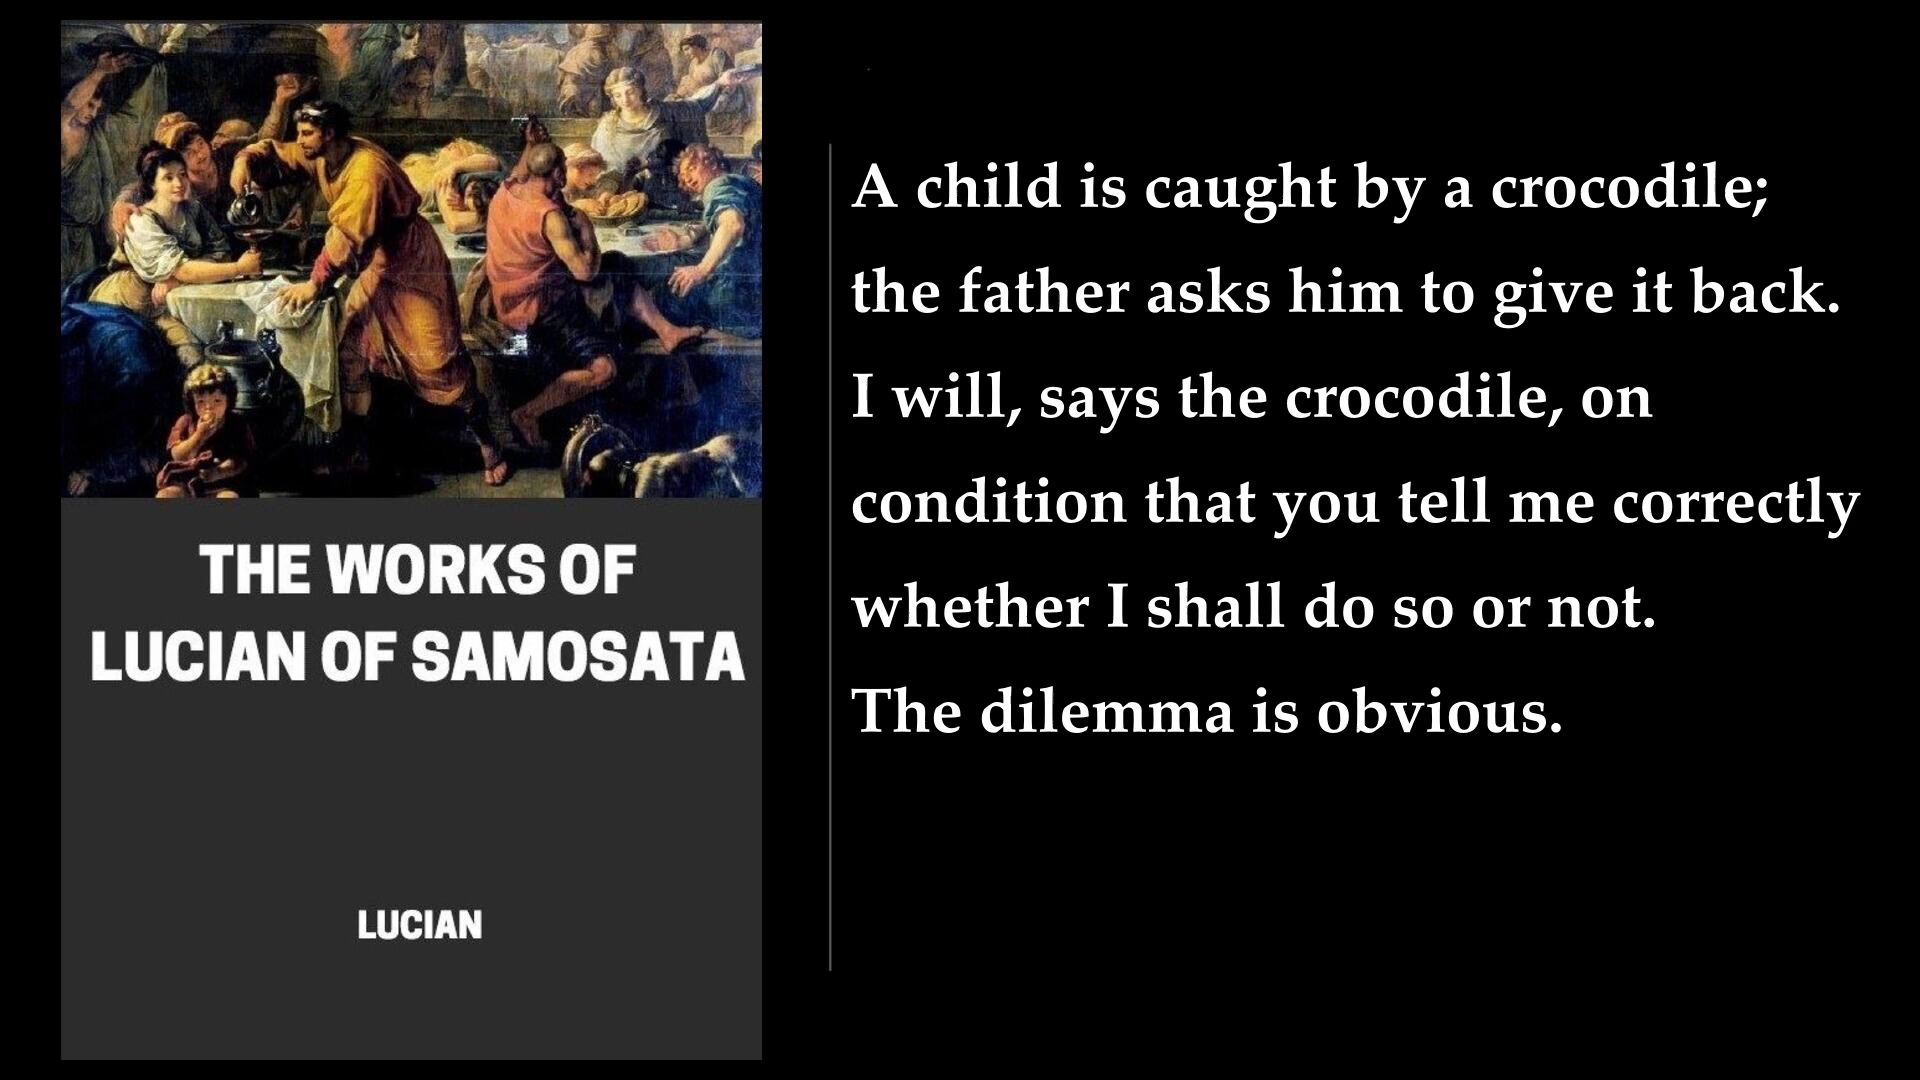 THE WORKS OF
LUCIAN OF SAMOSATA
LUCIAN
A child is caught by a crocodile;
the father asks him to give it back.
I will, says the crocodile, on
condition that you tell me correctly
whether I shall do so or not.
The dilemma is obvious.